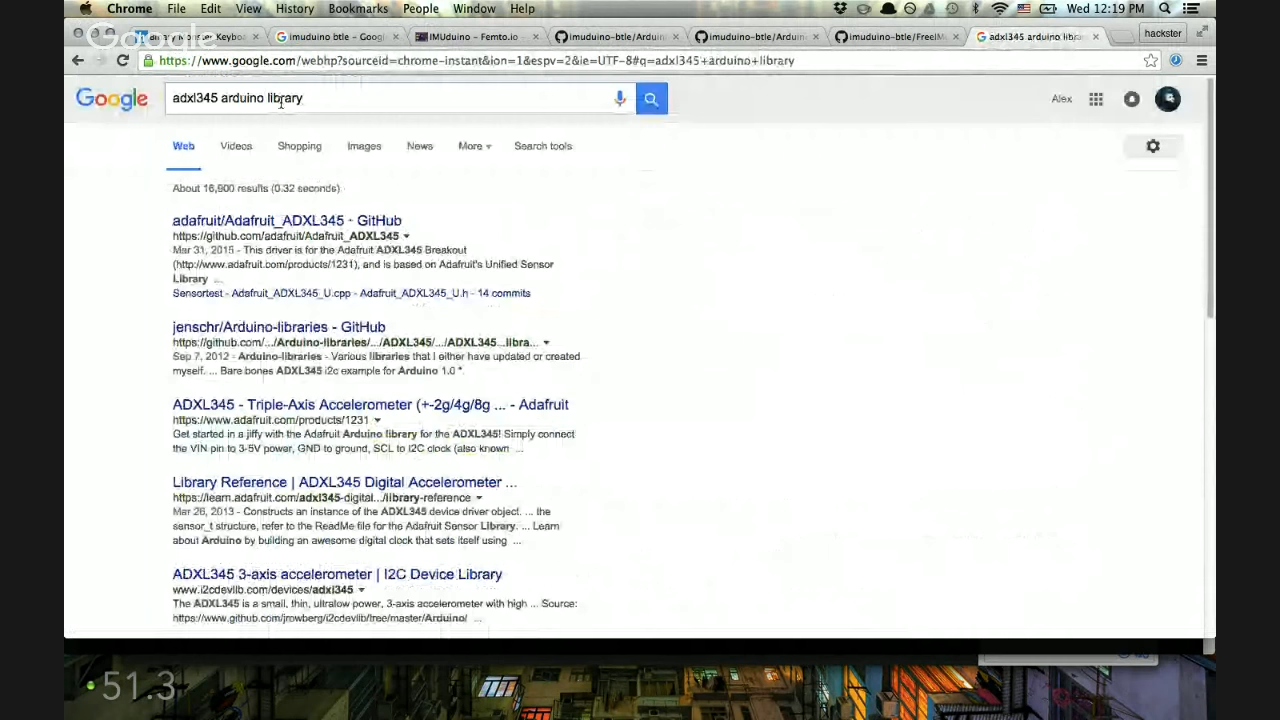 Chrome File Edit View History Bookmarks People Window Help Wed 12:19 PM
Google
Monster Keybo imuduino btle - Goog IMUduino - Femto.io - imuduino-btle/Arduin imuduino-btle/Arduin imuduino-btle/FreeIM adxl345 arduino libra hackster
https://www.google.com/webhp?sourceid=chrome-instant&ion=1&espv=2&ie=UTF-8#q=adxl345+arduino+library
Google adxl345 arduino library Alex
Web Videos Shopping Images News More Search tools
About 16,900 results (0.32 seconds)
adafruit/Adafruit_ADXL345 - GitHub
https://github.com/adafruit/Adafruit_ADXL345
Mar 31, 2015 - This driver is for the Adafruit ADXL345 Breakout
(http://www.adafruit.com/products/1231), and is based on Adafruit's Unified Sensor
Library ...
Sensortest - Adafruit_ADXL345_U.cpp - Adafruit_ADXL345_U.h - 14 commits
jenschr/Arduino-libraries - GitHub
https://github.com/.../Arduino-libraries/.../ADXL345/.../ADXL345...libra...
Sep 7, 2012 - Arduino-libraries - Various libraries that I either have updated or created
myself. ... Bare bones ADXL345 i2c example for Arduino 1.0 *.
ADXL345 - Triple-Axis Accelerometer (+-2g/4g/8g ... - Adafruit
https://www.adafruit.com/products/1231
Get started in a jiffy with the Adafruit Arduino library for the ADXL345! Simply connect
the VIN pin to 3-5V power, GND to ground, SCL to I2C clock (also known ...
Library Reference | ADXL345 Digital Accelerometer ...
https://learn.adafruit.com/adxl345-digital.../library-reference
Mar 26, 2013 - Constructs an instance of the ADXL345 device driver object. ... the
sensor_t structure, refer to the ReadMe file for the Adafruit Sensor Library. ... Learn
about Arduino by building an awesome digital clock that sets itself using ...
ADXL345 3-axis accelerometer | I2C Device Library
www.i2cdevlib.com/devices/adxl345
The ADXL345 is a small, thin, ultralow power, 3-axis accelerometer with high ... Source:
https://www.github.com/jrowberg/i2cdevlib/tree/master/Arduino/ ...
51.3